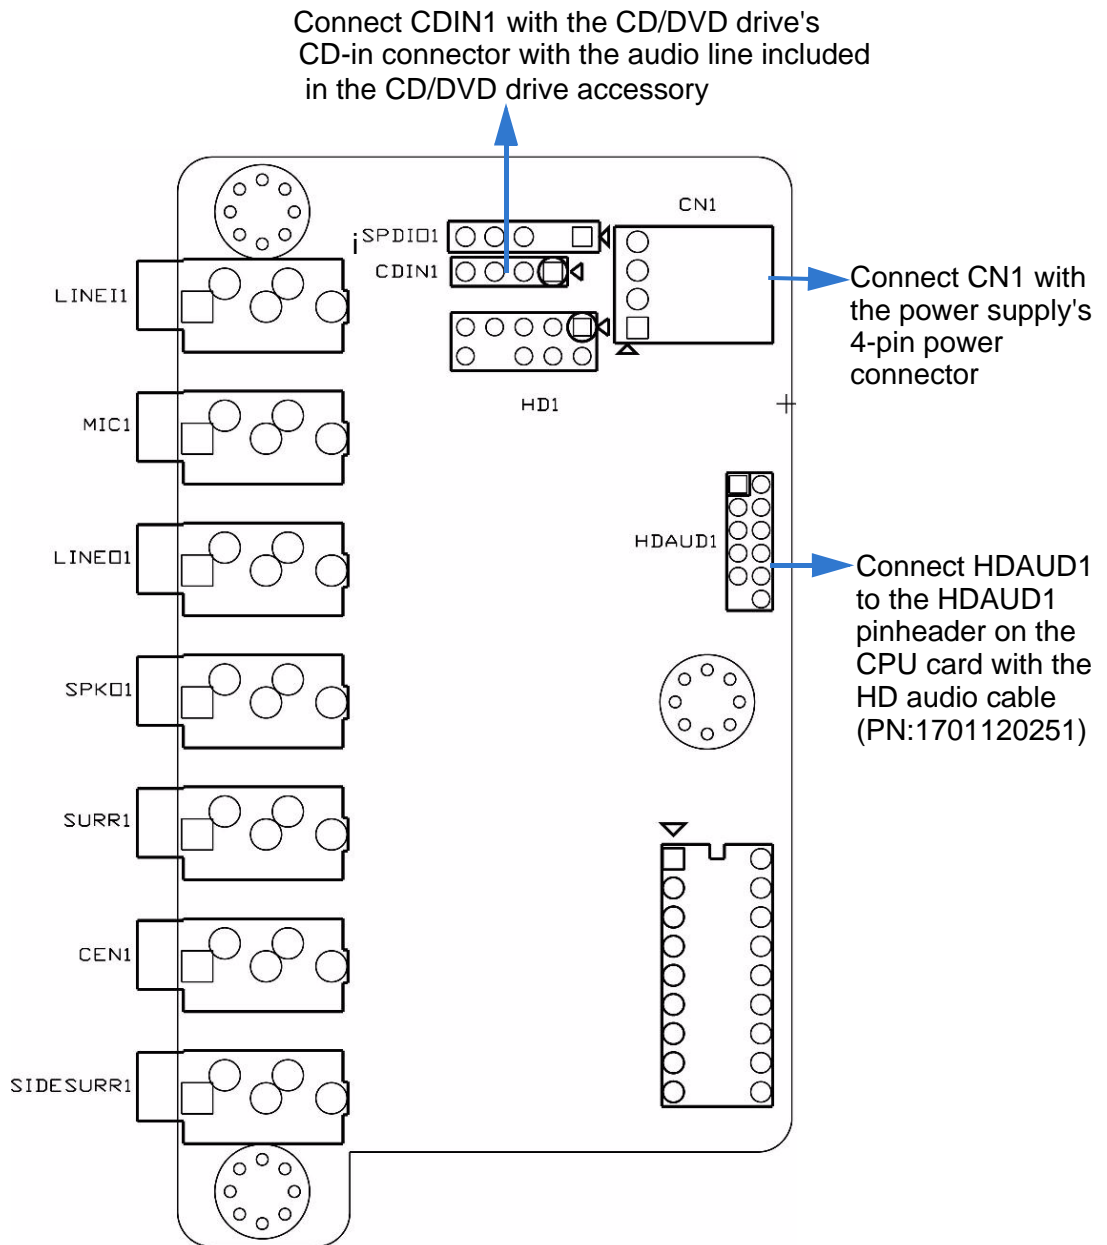 Connect CDIN1 with the CD/DVD drive's
CD-in connector with the audio line included
in the CD/DVD drive accessory
CN1
iSPDIO1
CDIN1
LINEI1
Connect CN1 with
the power supply's
4-pin power
connector
HD1
MIC1
LINEO1
HDAUD1
Connect HDAUD1
to the HDAUD1
pinheader on the
CPU card with the
HD audio cable
(PN:1701120251)
SPKO1
SURR1
CEN1
SIDESURR1